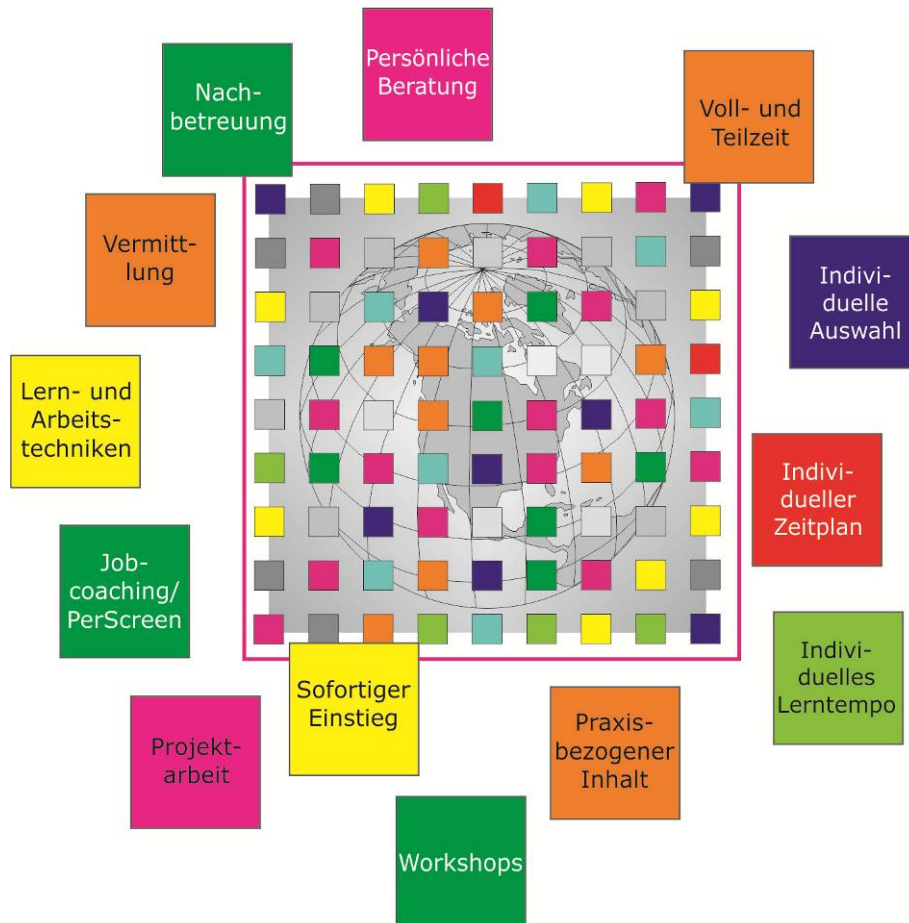 Persönliche
Beratung
Nach-
betreuung
Voll- und
Teilzeit
Vermitt-
lung
Indivi-
duelle
Auswahl
Lern- und
Arbeits-
techniken
Indivi-
dueller
Zeitplan
Job-
coaching/
PerScreen
Indivi-
duelles
Lerntempo
Sofortiger
Einstieg
Projekt-
arbeit
Praxis-
bezogener
Inhalt
Workshops